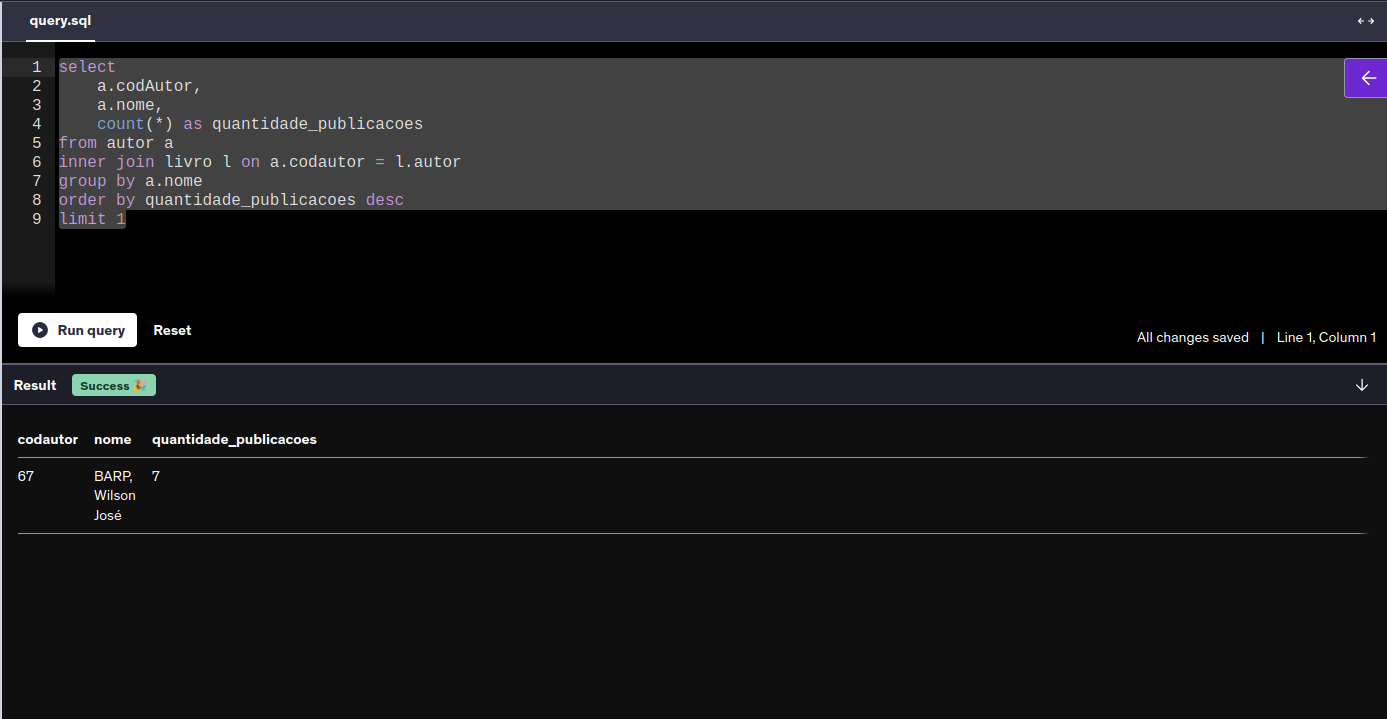 query.sql
1 select
2     a.codAutor,
3     a.nome,
4     count(*) as quantidade_publicacoes
5 from autor a
6 inner join livro l on a.codautor = l.autor
7 group by a.nome
8 order by quantidade_publicacoes desc
9 limit 1
Run query Reset
All changes saved | Line 1, Column 1
Result Success 🎉
codautor nome quantidade_publicacoes
67 BARP, 7
Wilson
José